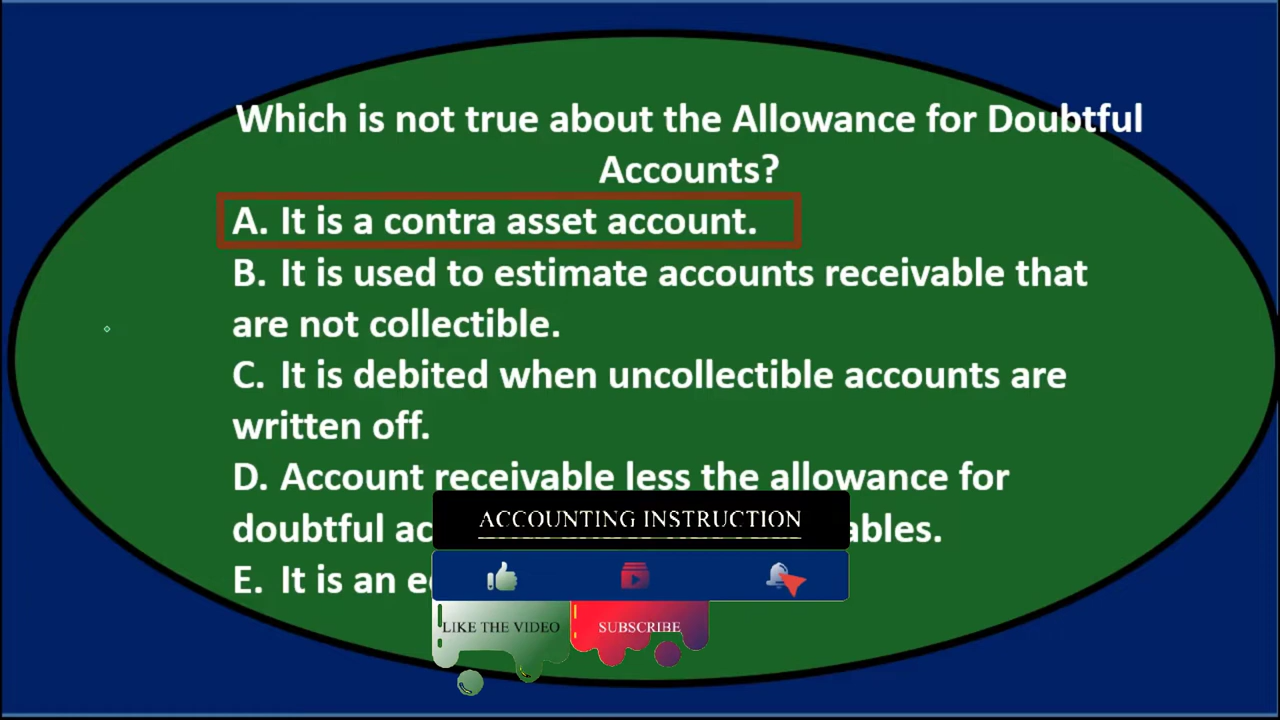 Which is not true about the Allowance for Doubtful
Accounts?
A. It is a contra asset account.
B. It is used to estimate accounts receivable that
are not collectible.
C. It is debited when uncollectible accounts are
written off.
D. Account receivable less the allowance for
doubtful
E. It is an
ACCOUNTING INSTRUCTION
LIKE THE VIDEO
SUBSCRIBE